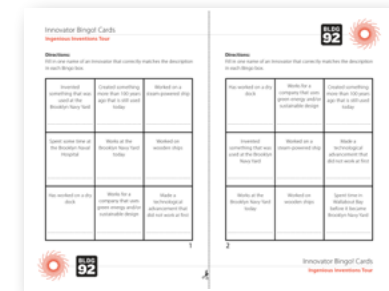 Innovator Bingo! Cards
Ingenious Inventions Tour
Directions:
Fill in one name of an Innovator that correctly matches the description
in each Bingo box.
Invented
something that was
used at the
Brooklyn Navy Yard
Created something
more than 100 years
ago that is still used
today
Worked on a
steam-powered ship
Spent some time at
the Brooklyn Naval
Hospital
Works at the
Brooklyn Navy Yard
today
Worked on
wooden ships
Has worked on a dry
dock
Works for a
company that uses
green energy and/or
sustainable design
Made a
technological
advancement that
did not work at first
1
BLDG
92
BLDG
92
Directions:
Fill in one name of an Innovator that correctly matches the description
in each Bingo box.
Has worked on a dry
dock
Works for a
company that uses
green energy and/or
sustainable design
Created something
more than 100 years
ago that is still used
today
Invented
something that was
used at the Brooklyn
Navy Yard
Worked on a
steam-powered ship
Made a
technological
advancement that
did not work at first
Works at the
Brooklyn Navy Yard
today
Worked on
wooden ships
Spent time in
Wallabout Bay
before it became
Brooklyn Navy Yard
2
Innovator Bingo! Cards
Ingenious Inventions Tour